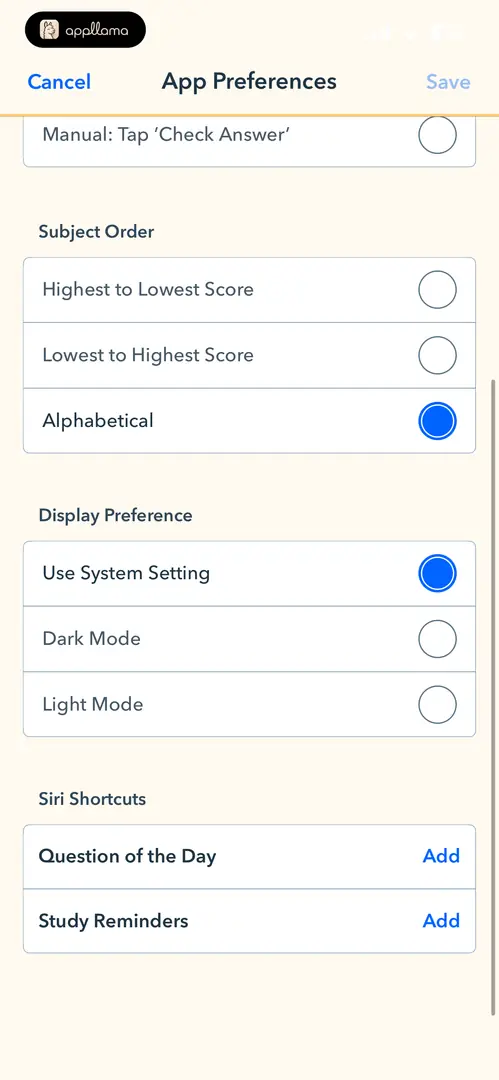 appllama
Cancel
App Preferences
Save
Manual: Tap ‘Check Answer’
Subject Order
Highest to Lowest Score
Lowest to Highest Score
Alphabetical
Display Preference
Use System Setting
Dark Mode
Light Mode
Siri Shortcuts
Question of the Day
Add
Study Reminders
Add